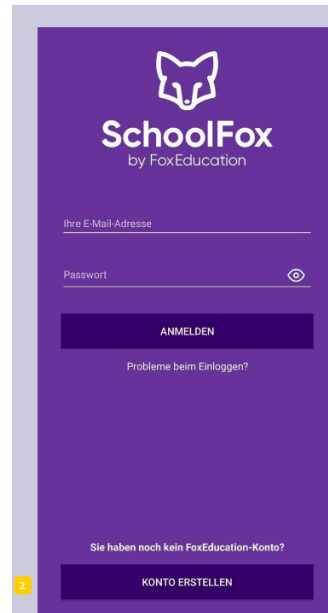 SchoolFox
by FoxEducation
Ihre E-Mail-Adresse
Passwort
ANMELDEN
Probleme beim Einloggen?
Sie haben noch kein FoxEducation-Konto?
2
KONTO ERSTELLEN